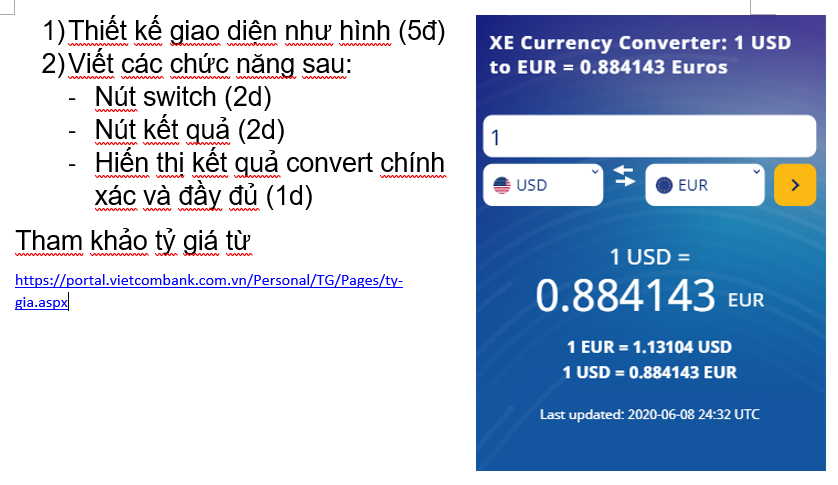 1) Thiết kế giao diện như hình (5đ)
2) Viết các chức năng sau:
- Nút switch (2d)
- Nút kết quả (2d)
- Hiển thị kết quả convert chính
xác và đầy đủ (1d)
Tham khảo tỷ giá từ
https://portal.vietcombank.com.vn/Personal/TG/Pages/ty-
gia.aspx
XE Currency Converter: 1 USD
to EUR = 0.884143 Euros
1
USD
EUR
1 USD =
0.884143 EUR
1 EUR = 1.13104 USD
1 USD = 0.884143 EUR
Last updated: 2020-06-08 24:32 UTC